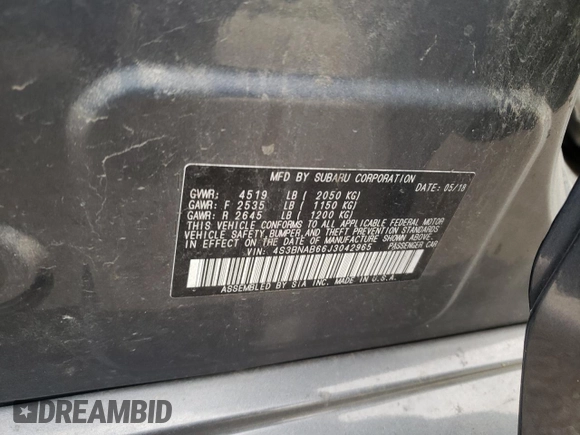 MFD BY SUBARU CORPORATION
DATE: 05/18
GVWR: 4519 LB ( 2050 KG)
GAWR: F 2535 LB ( 1150 KG)
GAWR: R 2645 LB ( 1200 KG)
THIS VEHICLE CONFORMS TO ALL APPLICABLE FEDERAL MOTOR
VEHICLE SAFETY, BUMPER, AND THEFT PREVENTION STANDARDS
IN EFFECT ON THE DATE OF MANUFACTURE SHOWN ABOVE.
VIN: 4S3BNAB66J3042965 PASSENGER CAR
ASSEMBLED BY SIA INC. MADE IN U.S.A.
DREAMBID